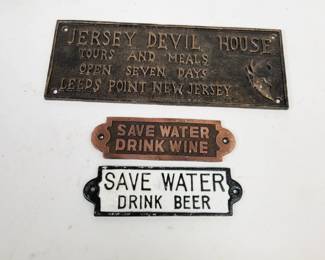 JERSEY DEVIL HOUSE
TOURS AND MEALS
OPEN SEVEN DAYS
LEEDS POINT NEW JERSEY
SAVE WATER
DRINK WINE
SAVE WATER
DRINK BEER